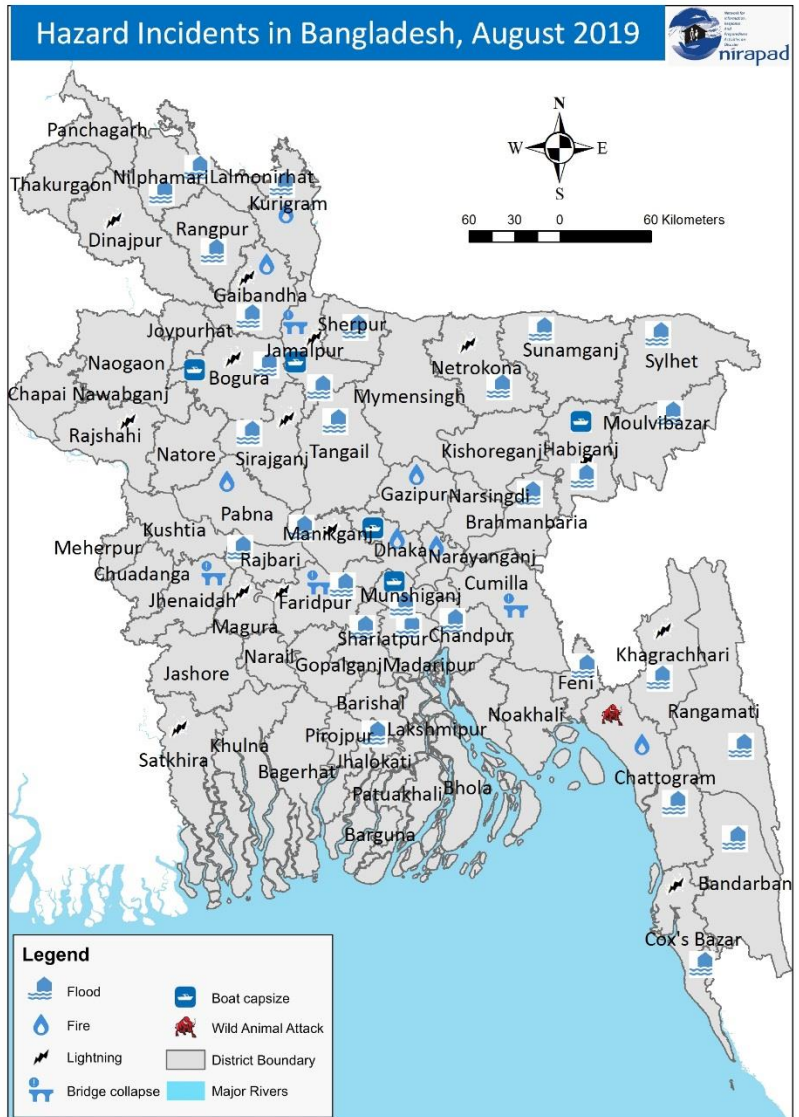 Hazard Incidents in Bangladesh, August 2019
nirapad
N
W E
S
60 30 0 60 Kilometers
Panchagarh
Thakurgaon
Nilphamari
Lalmonirhat
Kurigram
Dinajpur
Rangpur
Gaibandha
Joypurhat
Sherpur
Jamalpur
Naogaon
Bogura
Netrokona
Sunamganj
Sylhet
Chapai Nawabganj
Mymensingh
Moulvibazar
Rajshahi
Natore
Sirajganj
Tangail
Kishoreganj
Habiganj
Gazipur
Narsingdi
Pabna
Brahmanbaria
Kushtia
Manikganj
Meherpur
Dhaka
Narayanganj
Rajbari
Chuadanga
Cumilla
Jhenaidah
Faridpur
Munshiganj
Magura
Shariatpur
Chandpur
Khagrachhari
Narail
Gopalganj
Madaripur
Jashore
Feni
Barishal
Rangamati
Noakhali
Lakshmipur
Pirojpur
Khulna
Satkhira
Jhalokati
Bagerhat
Chattogram
Bhola
Patuakhali
Barguna
Bandarban
Cox's Bazar
Legend
Flood
Boat capsize
Fire
Wild Animal Attack
Lightning
District Boundary
Bridge collapse
Major Rivers